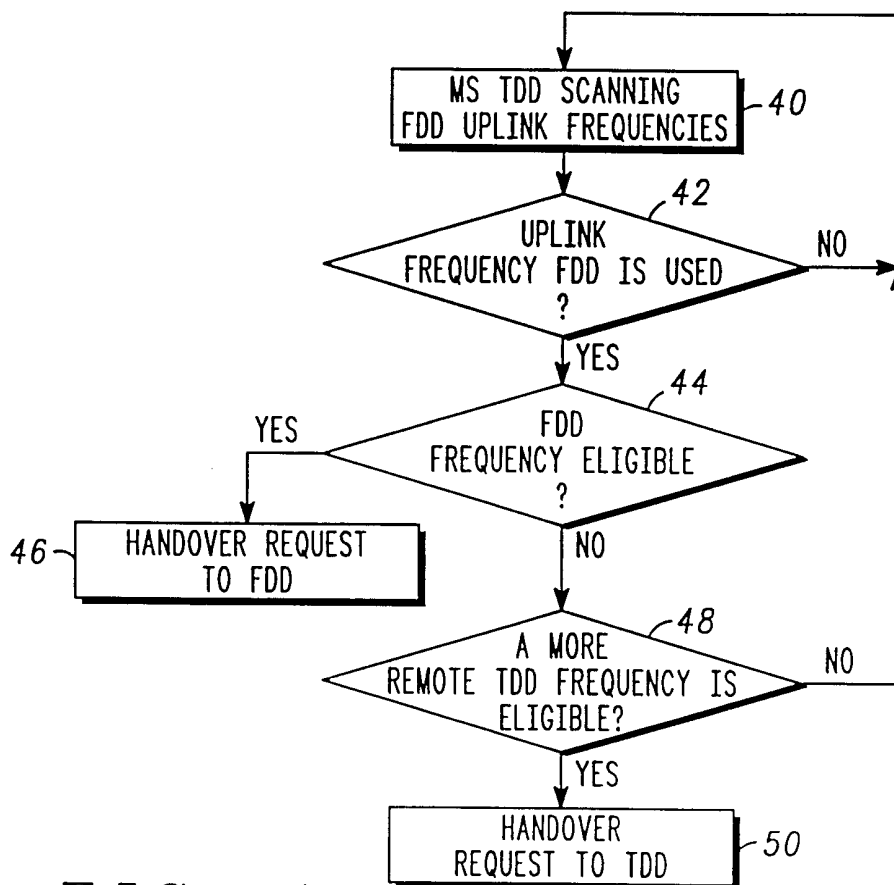 MS TDD SCANNING
FDD UPLINK FREQUENCIES
40
42
UPLINK
FREQUENCY FDD IS USED
?
NO
YES
44
YES
FDD
FREQUENCY ELIGIBLE
?
46
HANDOVER REQUEST
TO FDD
NO
48
A MORE
REMOTE TDD FREQUENCY IS
ELIGIBLE?
NO
YES
HANDOVER
REQUEST TO TDD
50